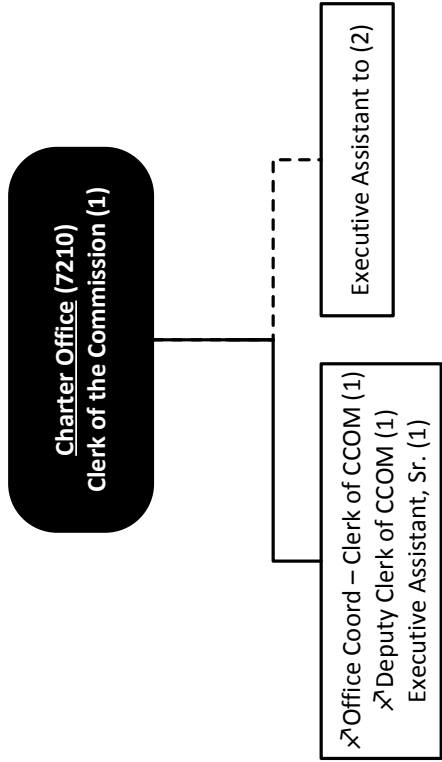 Charter Office (7210)
Clerk of the Commission (1)
♐Office Coord – Clerk of CCOM (1)
♐Deputy Clerk of CCOM (1)
Executive Assistant, Sr. (1)
Executive Assistant to (2)